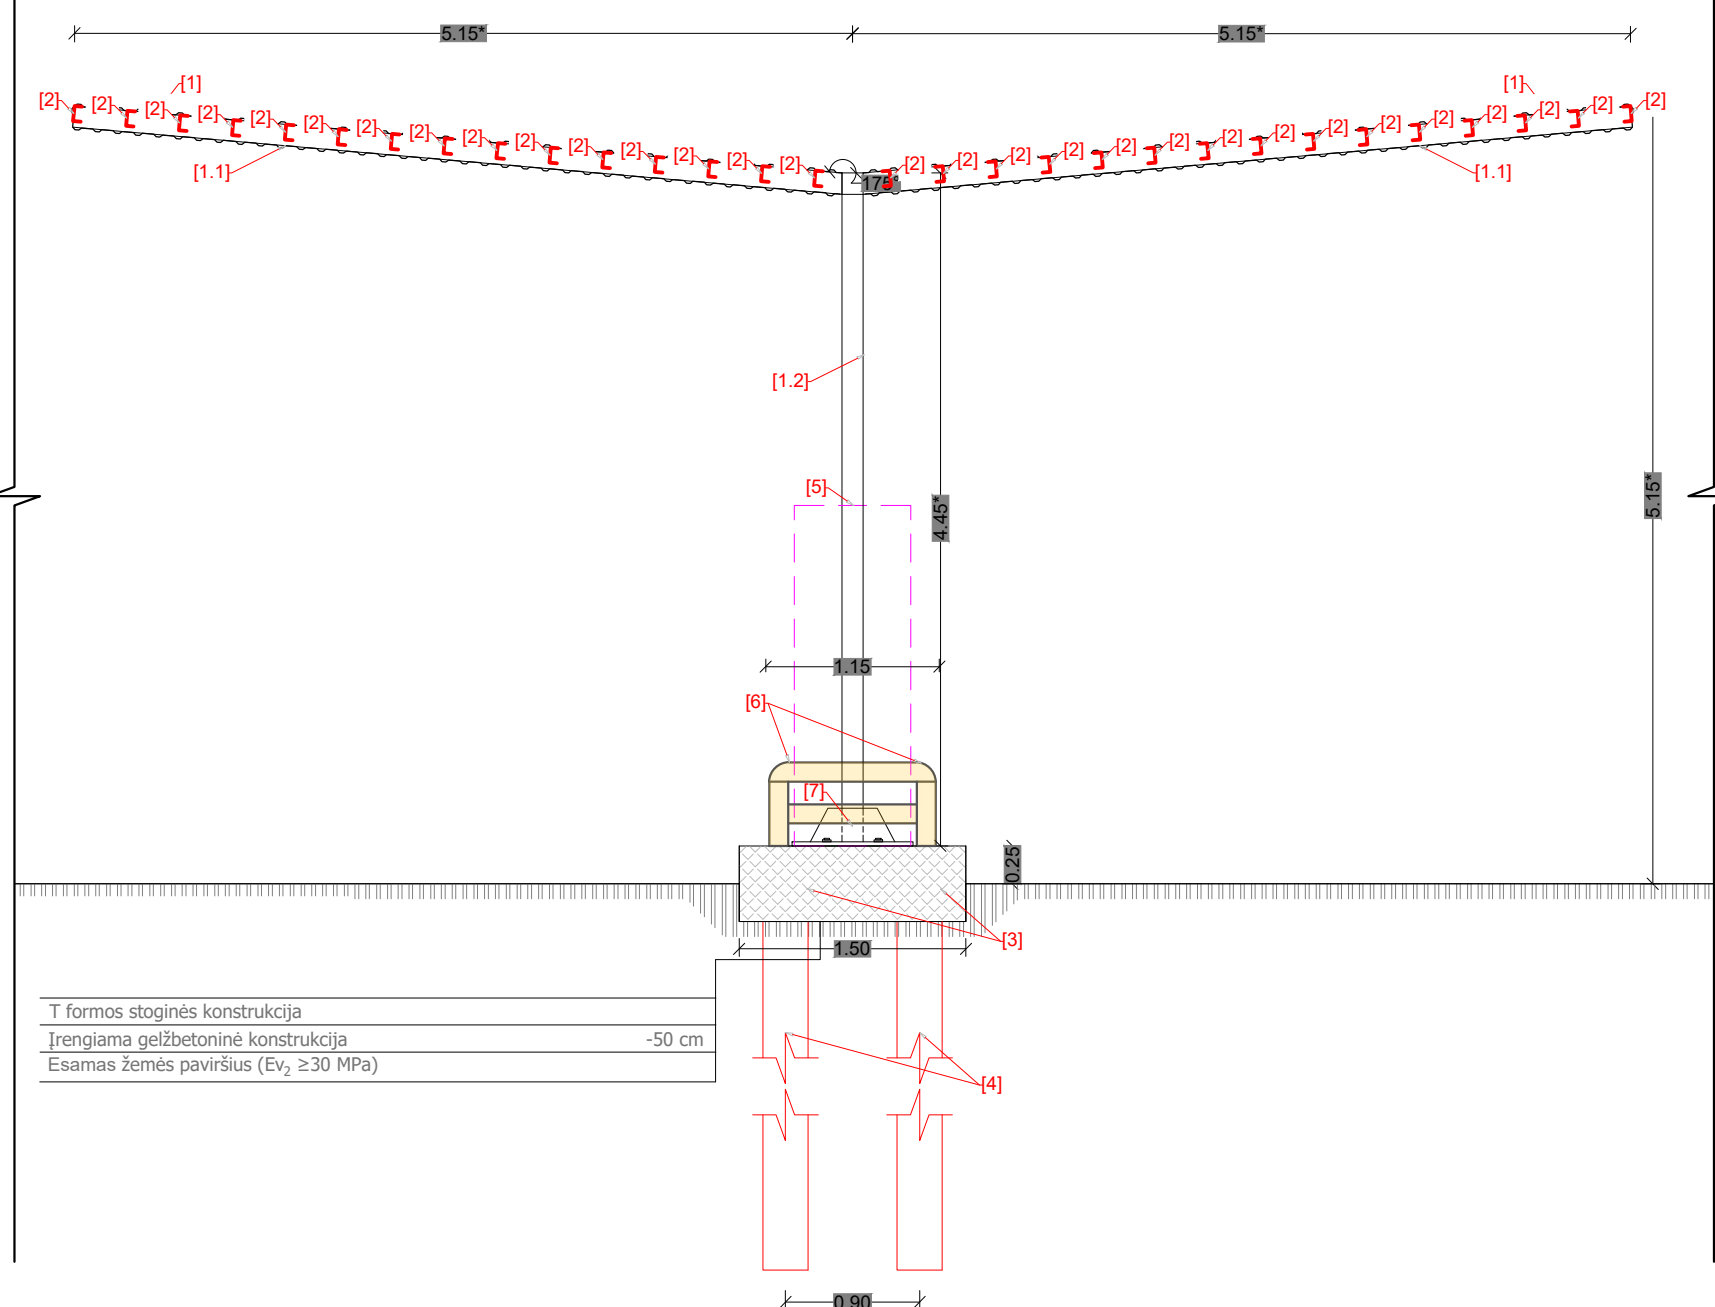 5.15* 5.15*
[1] [1]
[2] [2] [2] [2] [2] [2] [2] [2] [2] [2] [2] [2] [2] [2] [2] [2] [2] [2] [2] [2] [2] [2] [2] [2] [2] [2] [2] [2] [2] [2]
[1.1] 175° [1.1]
[1.2]
[5]
4.45*
5.15*
1.15
[6]
[7]
0.25
[3]
1.50
T formos stoginės konstrukcija
Įrengiama gelžbetoninė konstrukcija -50 cm
Esamas žemės paviršius (Ev₂ ≥30 MPa)
[4]
0.90